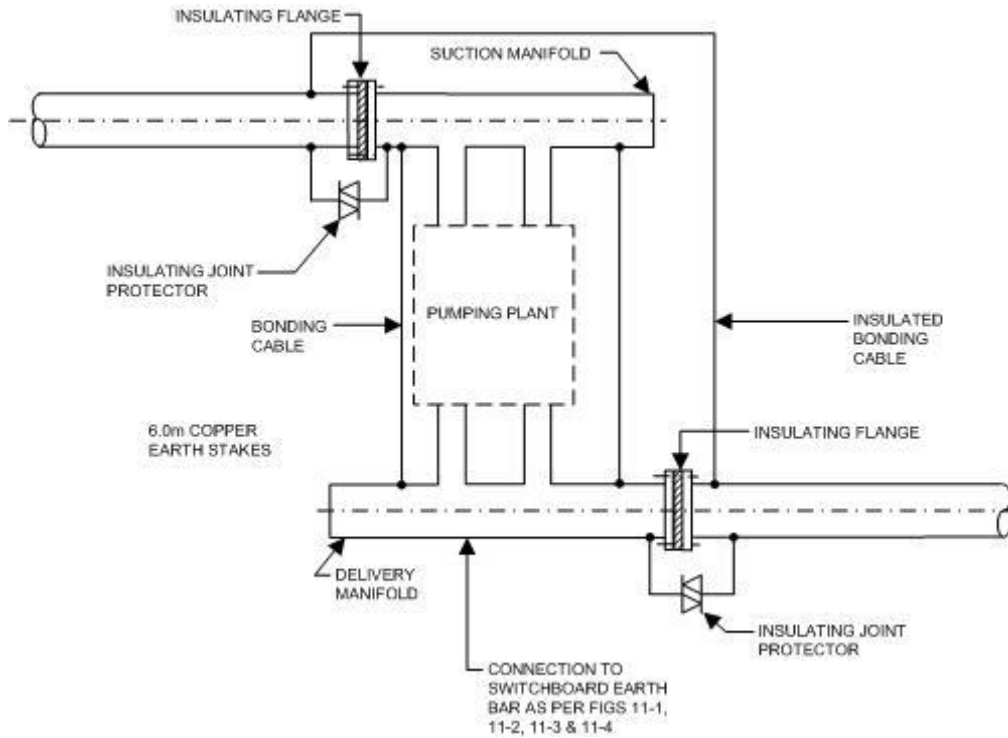 INSULATING FLANGE
SUCTION MANIFOLD
INSULATING JOINT
PROTECTOR
BONDING
CABLE
PUMPING PLANT
INSULATED
BONDING
CABLE
6.0m COPPER
EARTH STAKES
INSULATING FLANGE
DELIVERY
MANIFOLD
INSULATING JOINT
PROTECTOR
CONNECTION TO
SWITCHBOARD EARTH
BAR AS PER FIGS 11-1,
11-2, 11-3 & 11-4